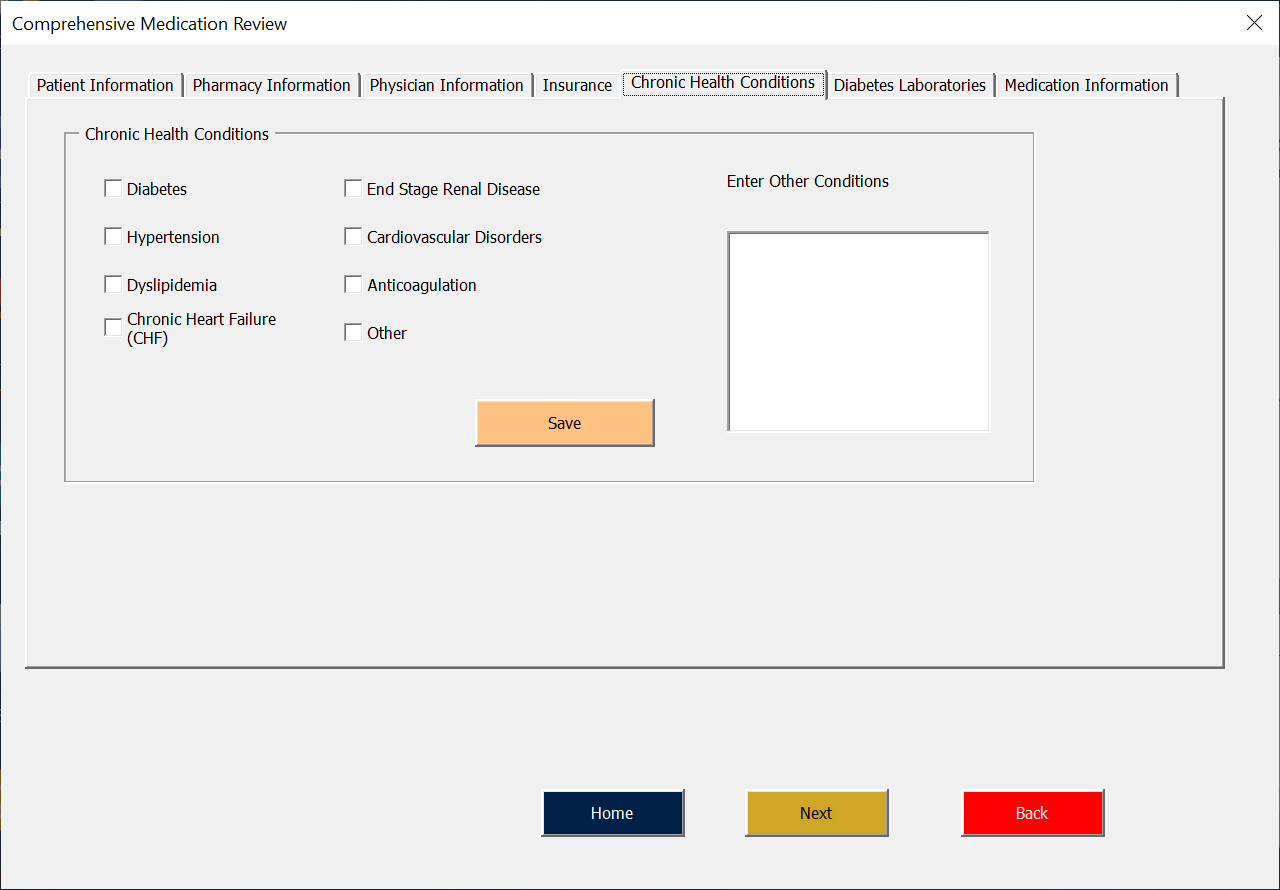 Comprehensive Medication Review
Patient Information Pharmacy Information Physician Information Insurance Chronic Health Conditions Diabetes Laboratories Medication Information
Chronic Health Conditions
Diabetes End Stage Renal Disease Enter Other Conditions
Hypertension Cardiovascular Disorders
Dyslipidemia Anticoagulation
Chronic Heart Failure
(CHF) Other
Save
Home Next Back